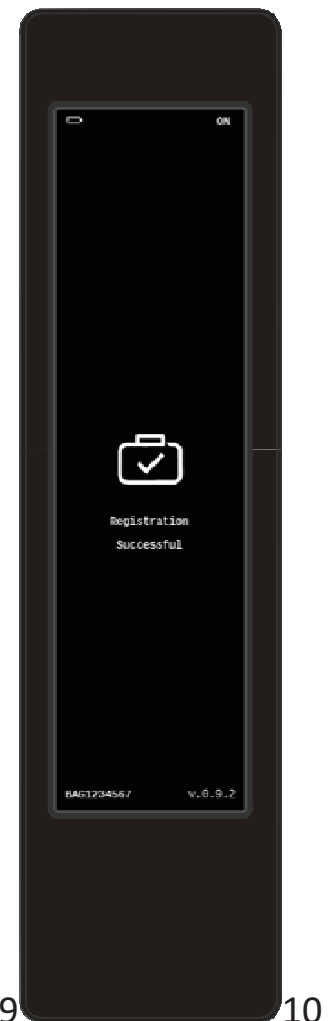 ON
Registration
Successful
BAG1234567
v.0.9.2
9
10